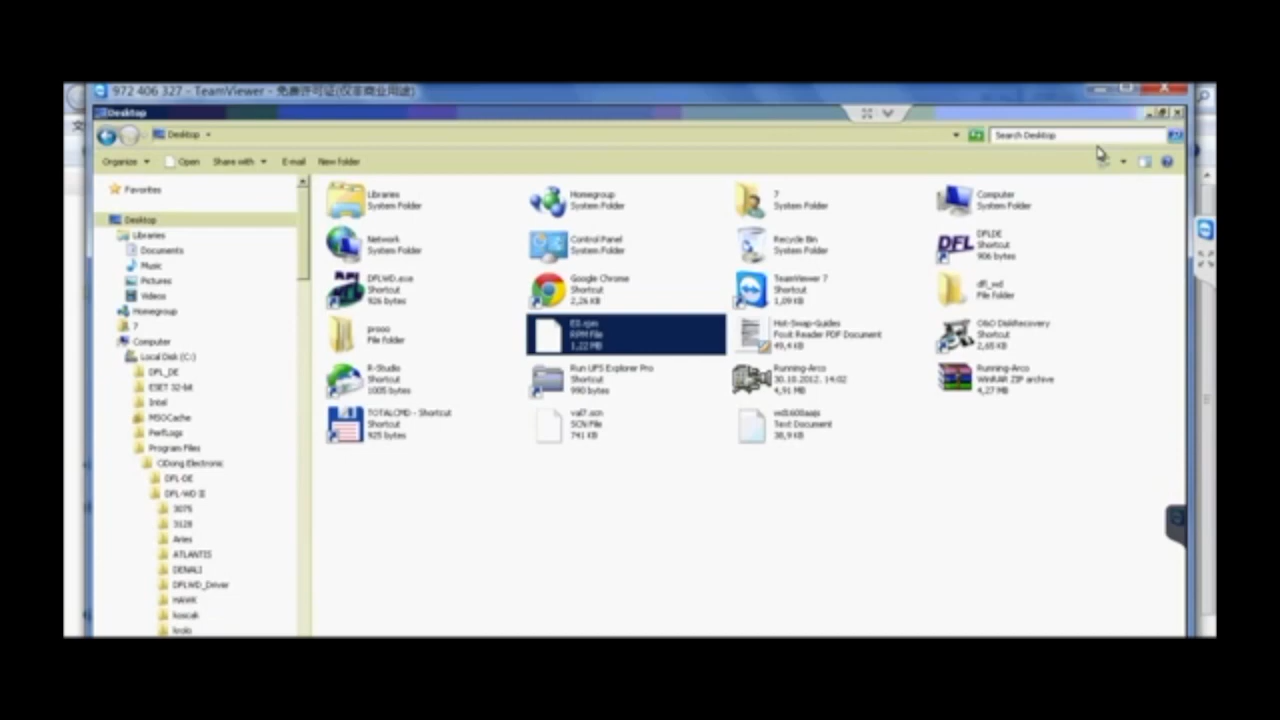 972 406 327 - TeamViewer - 免费许可证(仅非商业用途)
Desktop
Desktop
Search Desktop
Organize
Open
Share with
E-mail
New folder
Favorites
Desktop
Libraries
Documents
Music
Pictures
Videos
Homegroup
7
Computer
Local Disk (C:)
DFL_DE
ESET 32-bit
Intel
MSOCache
PerfLogs
Program Files
CiDong Electronic
DFL-DE
DFL-WD II
3075
3128
Aries
ATLANTIS
DENALI
DFLWD_Driver
HAWK
koscak
krolo
Libraries
System Folder
Homegroup
System Folder
7
System Folder
Computer
System Folder
Network
System Folder
Control Panel
System Folder
Recycle Bin
System Folder
DFL
DFLDE
Shortcut
906 bytes
DFLWD.exe
Shortcut
926 bytes
Google Chrome
Shortcut
2,26 KB
TeamViewer 7
Shortcut
1,09 KB
dfl_wd
File folder
prooo
File folder
E0.rpm
RPM File
1,22 MB
Hot-Swap-Guides
Foxit Reader PDF Document
49,4 KB
O&O DiskRecovery
Shortcut
2,65 KB
R-Studio
Shortcut
1005 bytes
Run UFS Explorer Pro
Shortcut
990 bytes
Running-Arco
30.10.2012. 14:02
4,91 MB
Running-Arco
WinRAR ZIP archive
4,27 MB
TOTALCMD - Shortcut
Shortcut
925 bytes
val7.scn
SCN File
741 KB
wd1600aajs
Text Document
38,9 KB